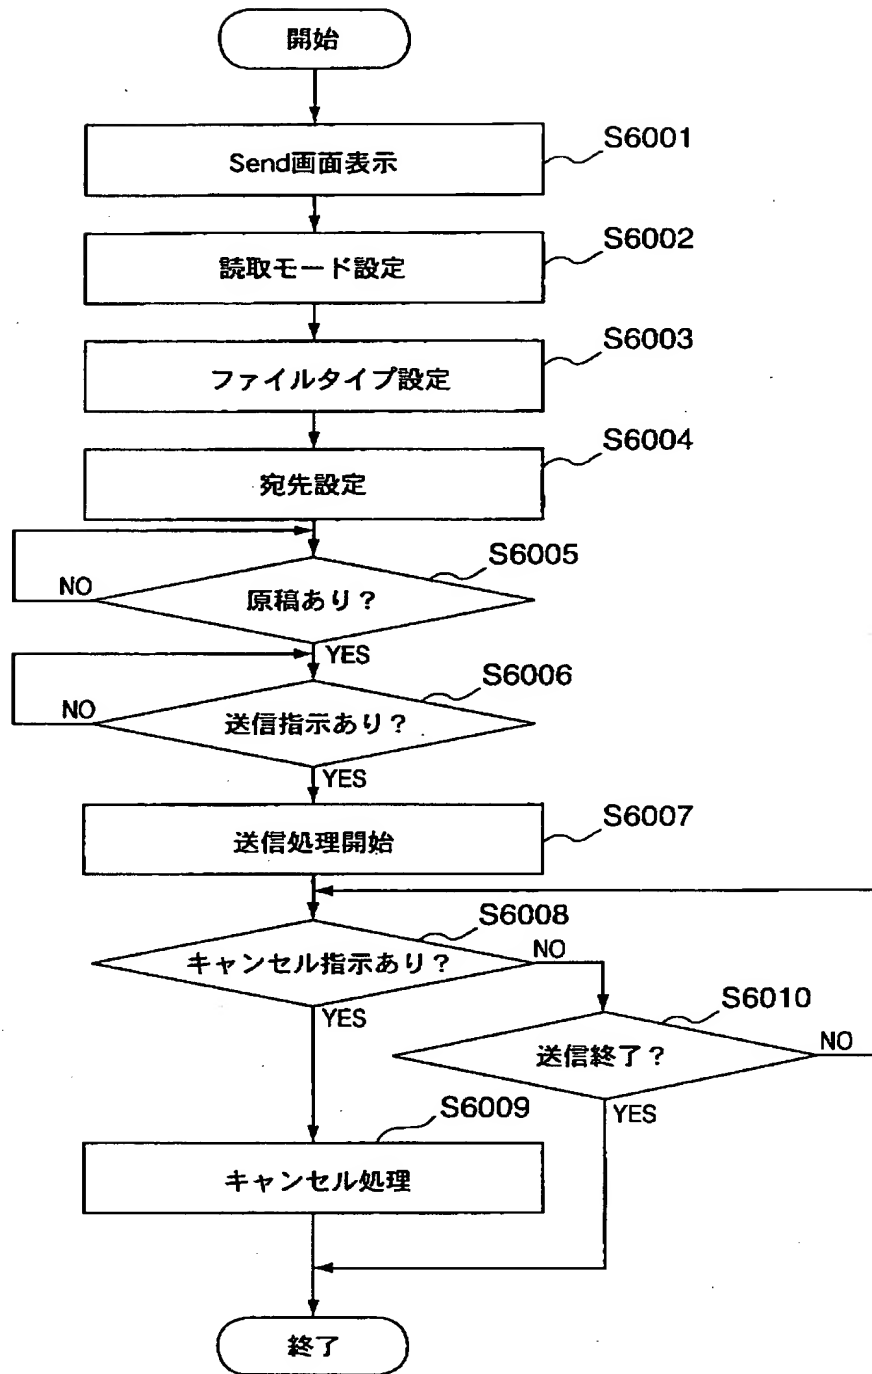 開始
Send画面表示
S6001
読取モード設定
S6002
ファイルタイプ設定
S6003
宛先設定
S6004
原稿あり？
S6005
NO
YES
送信指示あり？
S6006
NO
YES
送信処理開始
S6007
キャンセル指示あり？
S6008
NO
YES
送信終了？
S6010
NO
YES
キャンセル処理
S6009
終了